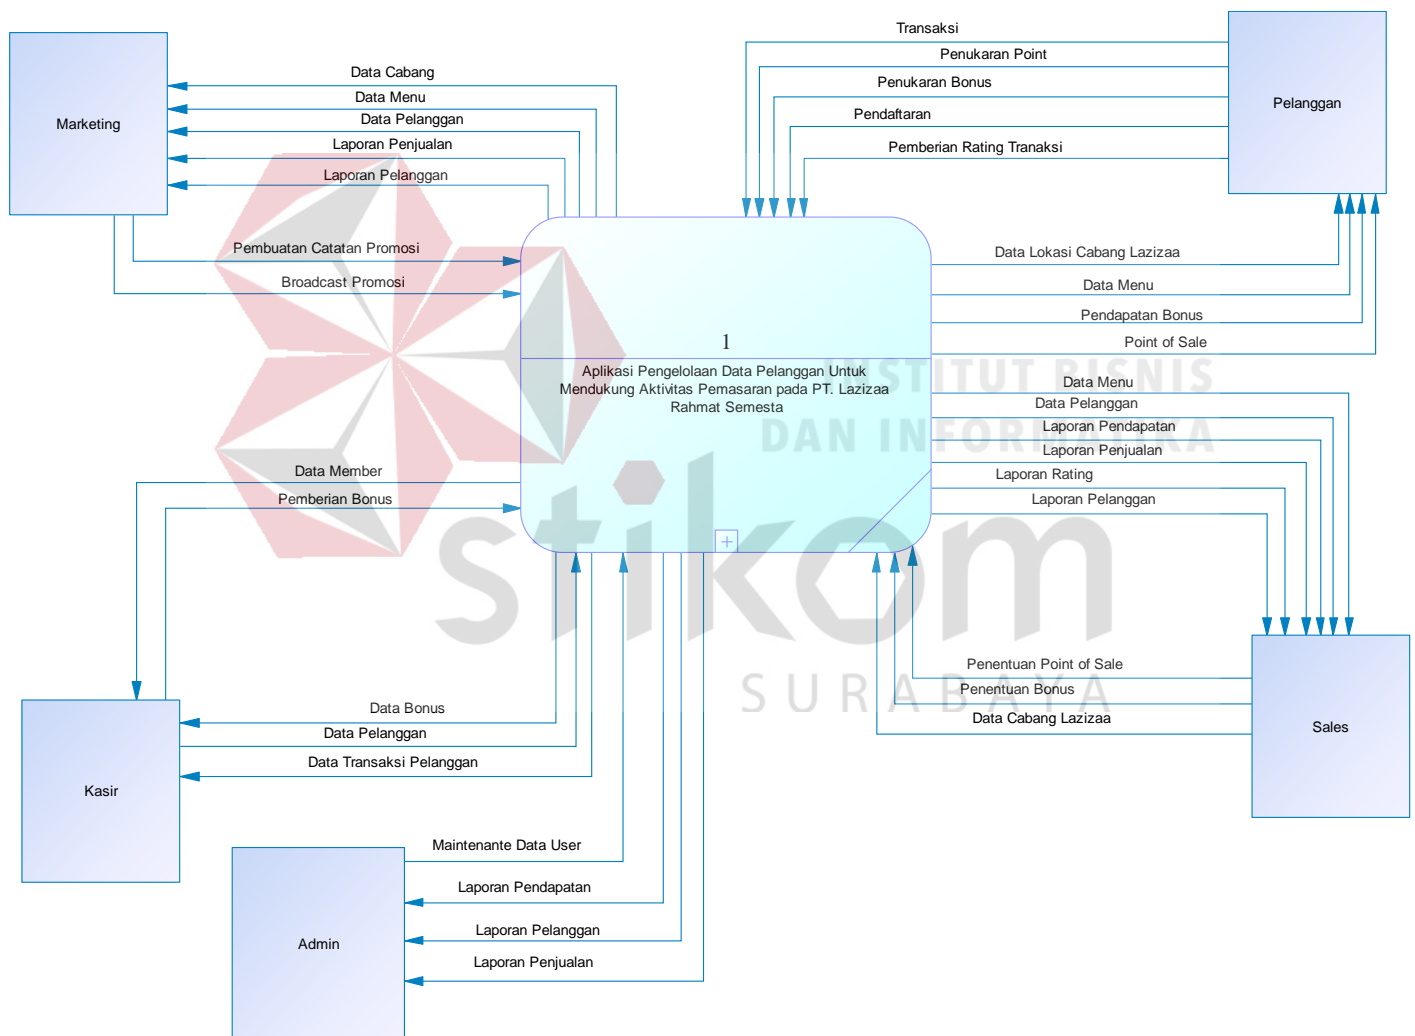 Marketing
Data Cabang
Data Menu
Data Pelanggan
Laporan Penjualan
Laporan Pelanggan
Pembuatan Catatan Promosi
Broadcast Promosi
Transaksi
Penukaran Point
Penukaran Bonus
Pendaftaran
Pemberian Rating Tranaksi
Pelanggan
Data Lokasi Cabang Lazizaa
Data Menu
Pendapatan Bonus
Point of Sale
1
Aplikasi Pengelolaan Data Pelanggan Untuk
Mendukung Aktivitas Pemasaran pada PT. Lazizaa
Rahmat Semesta
INSTITUT BISNIS
DAN INFORMATIKA
stikom
SURABAYA
Data Menu
Data Pelanggan
Laporan Pendapatan
Laporan Penjualan
Laporan Rating
Laporan Pelanggan
Data Member
Pemberian Bonus
Penentuan Point of Sale
Penentuan Bonus
Data Cabang Lazizaa
Sales
Data Bonus
Data Pelanggan
Data Transaksi Pelanggan
Kasir
Maintenante Data User
Laporan Pendapatan
Laporan Pelanggan
Laporan Penjualan
Admin